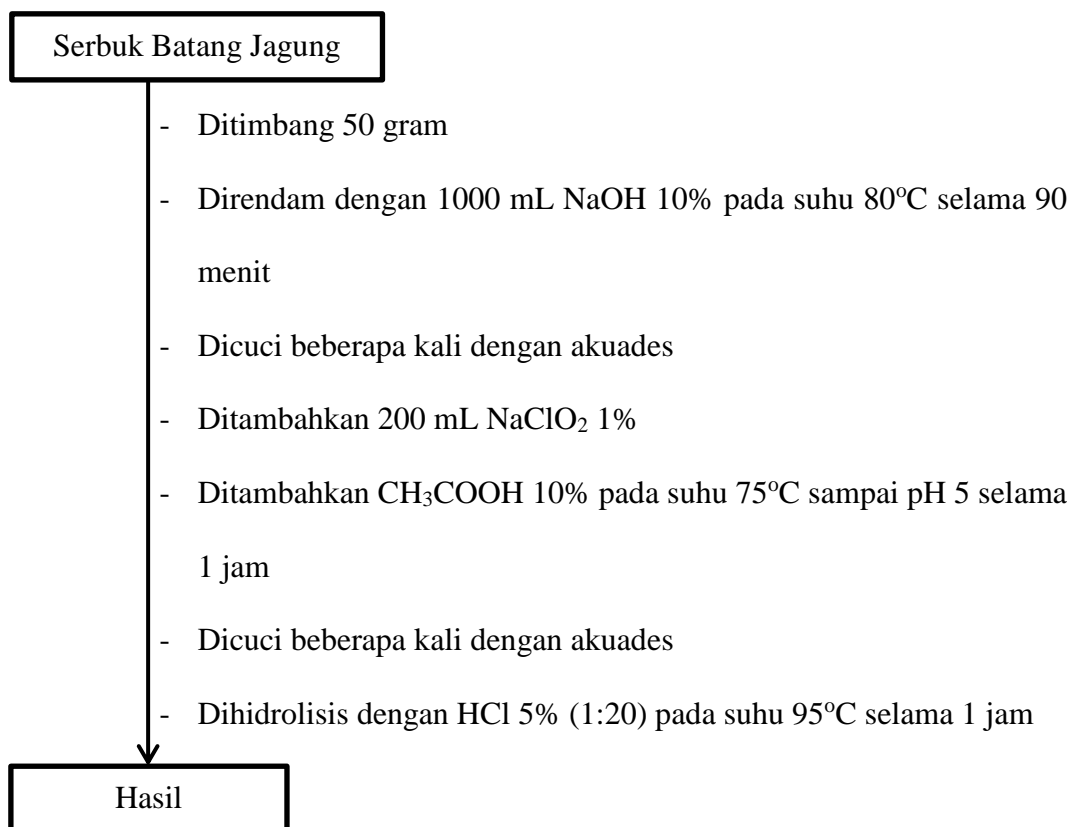 Serbuk Batang Jagung
- Ditimbang 50 gram
- Direndam dengan 1000 mL NaOH 10% pada suhu 80°C selama 90
menit
- Dicuci beberapa kali dengan akuades
- Ditambahkan 200 mL NaClO₂ 1%
- Ditambahkan CH₃COOH 10% pada suhu 75°C sampai pH 5 selama
1 jam
- Dicuci beberapa kali dengan akuades
- Dihidrolisis dengan HCl 5% (1:20) pada suhu 95°C selama 1 jam
Hasil